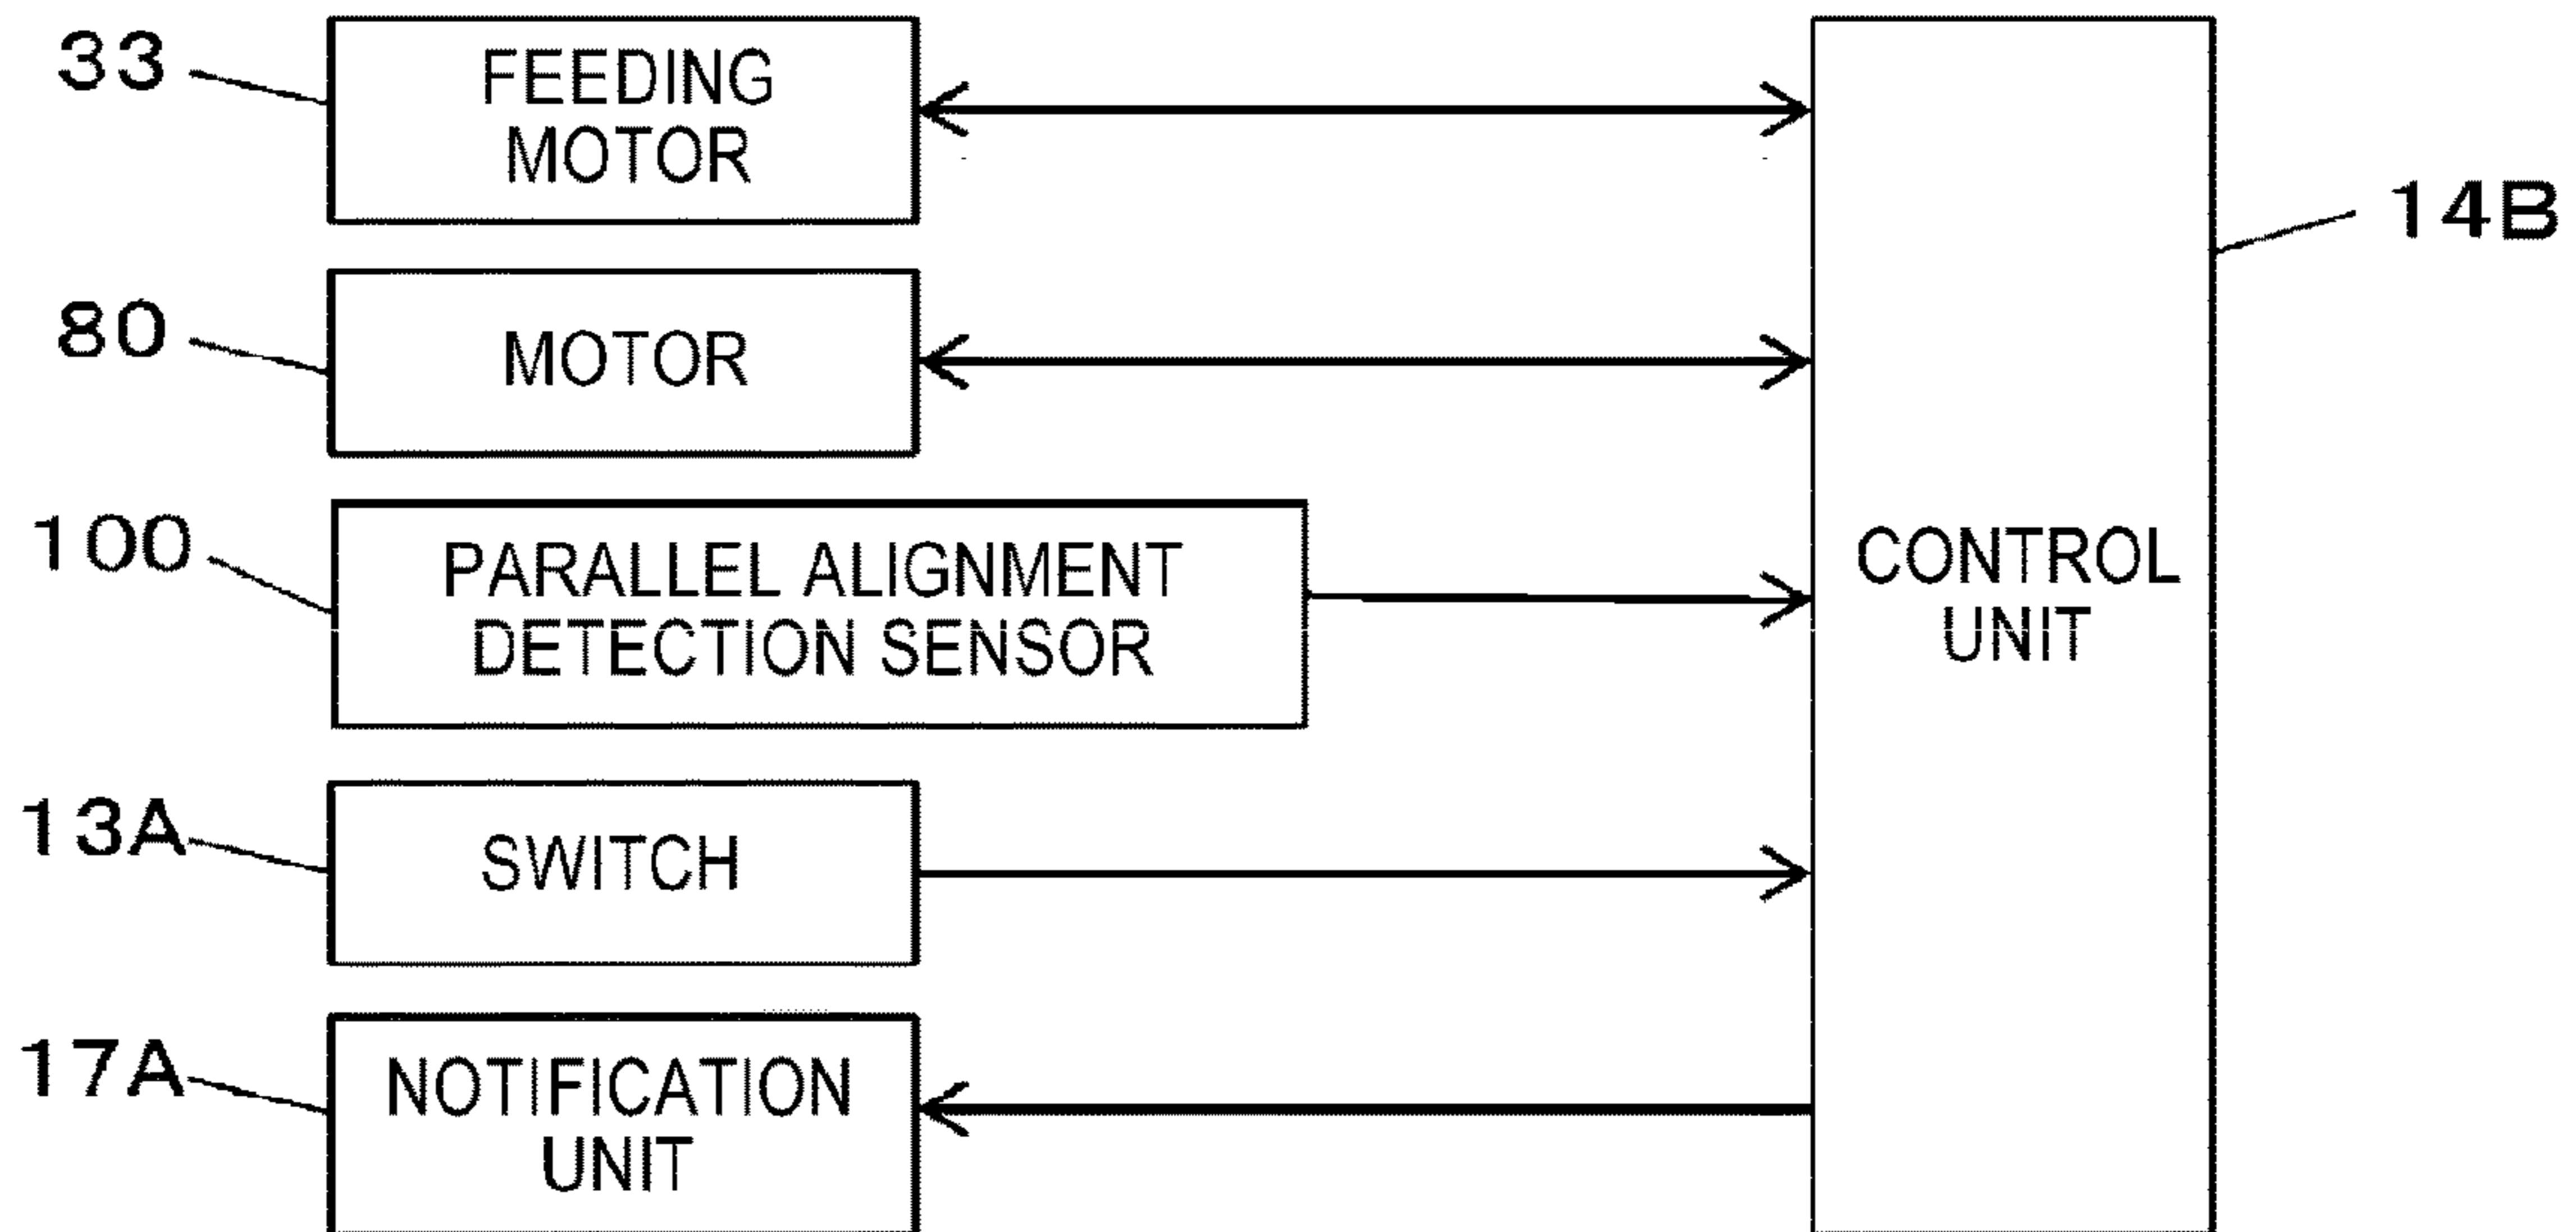 33
FEEDING
MOTOR
14B
80
MOTOR
100
PARALLEL ALIGNMENT
DETECTION SENSOR
CONTROL
UNIT
13A
SWITCH
17A
NOTIFICATION
UNIT